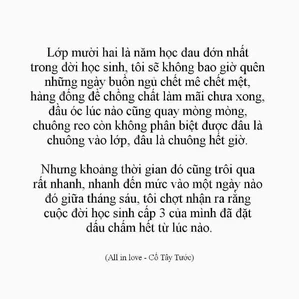 Lớp mười hai là năm học đau đớn nhất
trong đời học sinh, tôi sẽ không bao giờ quên
những ngày buồn ngủ chết mê chết mệt,
hàng đống đề chồng chất làm mãi chưa xong,
đầu óc lúc nào cũng quay mòng mòng,
chuông reo còn không phân biệt được đâu là
chuông vào lớp, đâu là chuông hết giờ.
Nhưng khoảng thời gian đó cũng trôi qua
rất nhanh, nhanh đến mức vào một ngày nào
đó giữa tháng sáu, tôi chợt nhận ra rằng
cuộc đời học sinh cấp 3 của mình đã đặt
dấu chấm hết từ lúc nào.
(All in love - Cố Tây Tước)